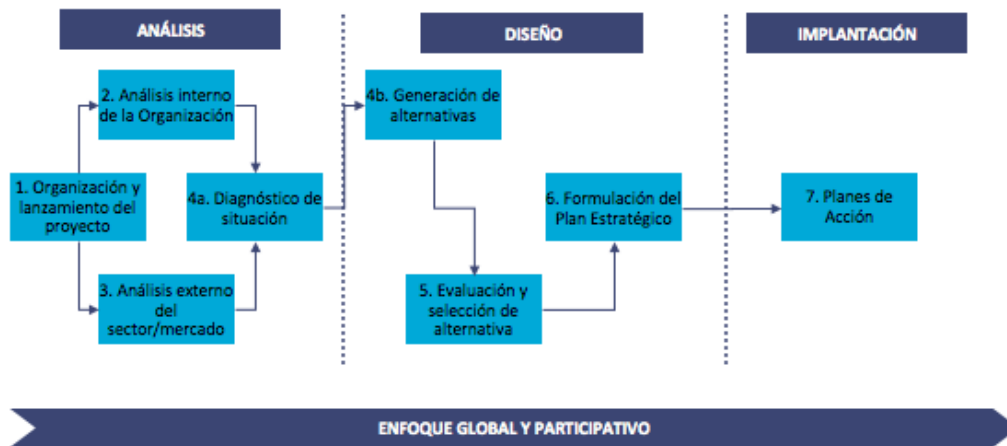 ANÁLISIS
DISEÑO
IMPLANTACIÓN
2. Análisis interno
de la Organización
4b. Generación de
alternativas
1. Organización y
lanzamiento del
proyecto
4a. Diagnóstico de
situación
6. Formulación del
Plan Estratégico
7. Planes de
Acción
3. Análisis externo
del
sector/mercado
5. Evaluación y
selección de
alternativa
ENFOQUE GLOBAL Y PARTICIPATIVO